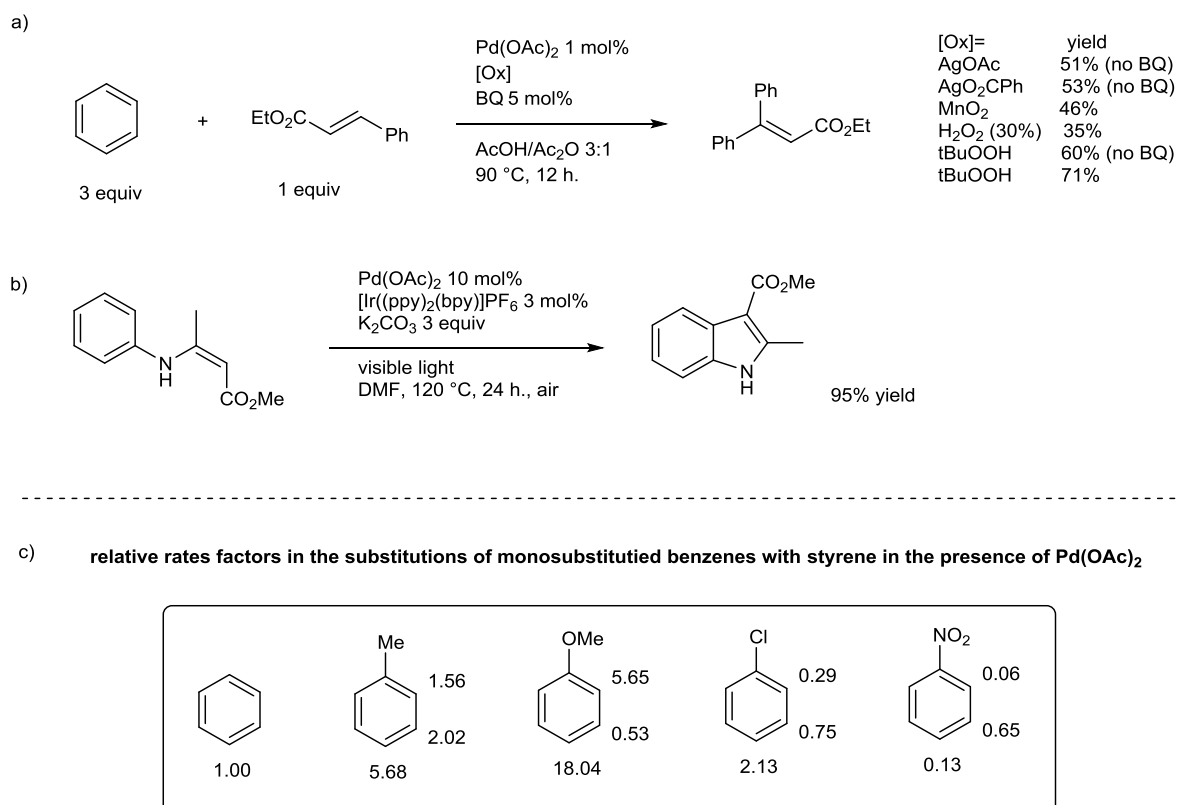 a)
EtO₂C
Ph
+
3 equiv
1 equiv
Pd(OAc)₂ 1 mol%
[Ox]
BQ 5 mol%
AcOH/Ac₂O 3:1
90 °C, 12 h.
Ph
Ph
CO₂Et
[Ox]= yield
AgOAc 51% (no BQ)
AgO₂CPh 53% (no BQ)
MnO₂ 46%
H₂O₂ (30%) 35%
tBuOOH 60% (no BQ)
tBuOOH 71%
b)
N
H
CO₂Me
Pd(OAc)₂ 10 mol%
[Ir((ppy)₂(bpy)]PF₆ 3 mol%
K₂CO₃ 3 equiv
visible light
DMF, 120 °C, 24 h., air
CO₂Me
N
H
95% yield
c)
relative rates factors in the substitutions of monosubstitutied benzenes with styrene in the presence of Pd(OAc)₂
1.00
Me
1.56
2.02
5.68
OMe
5.65
0.53
18.04
Cl
0.29
0.75
2.13
NO₂
0.06
0.65
0.13